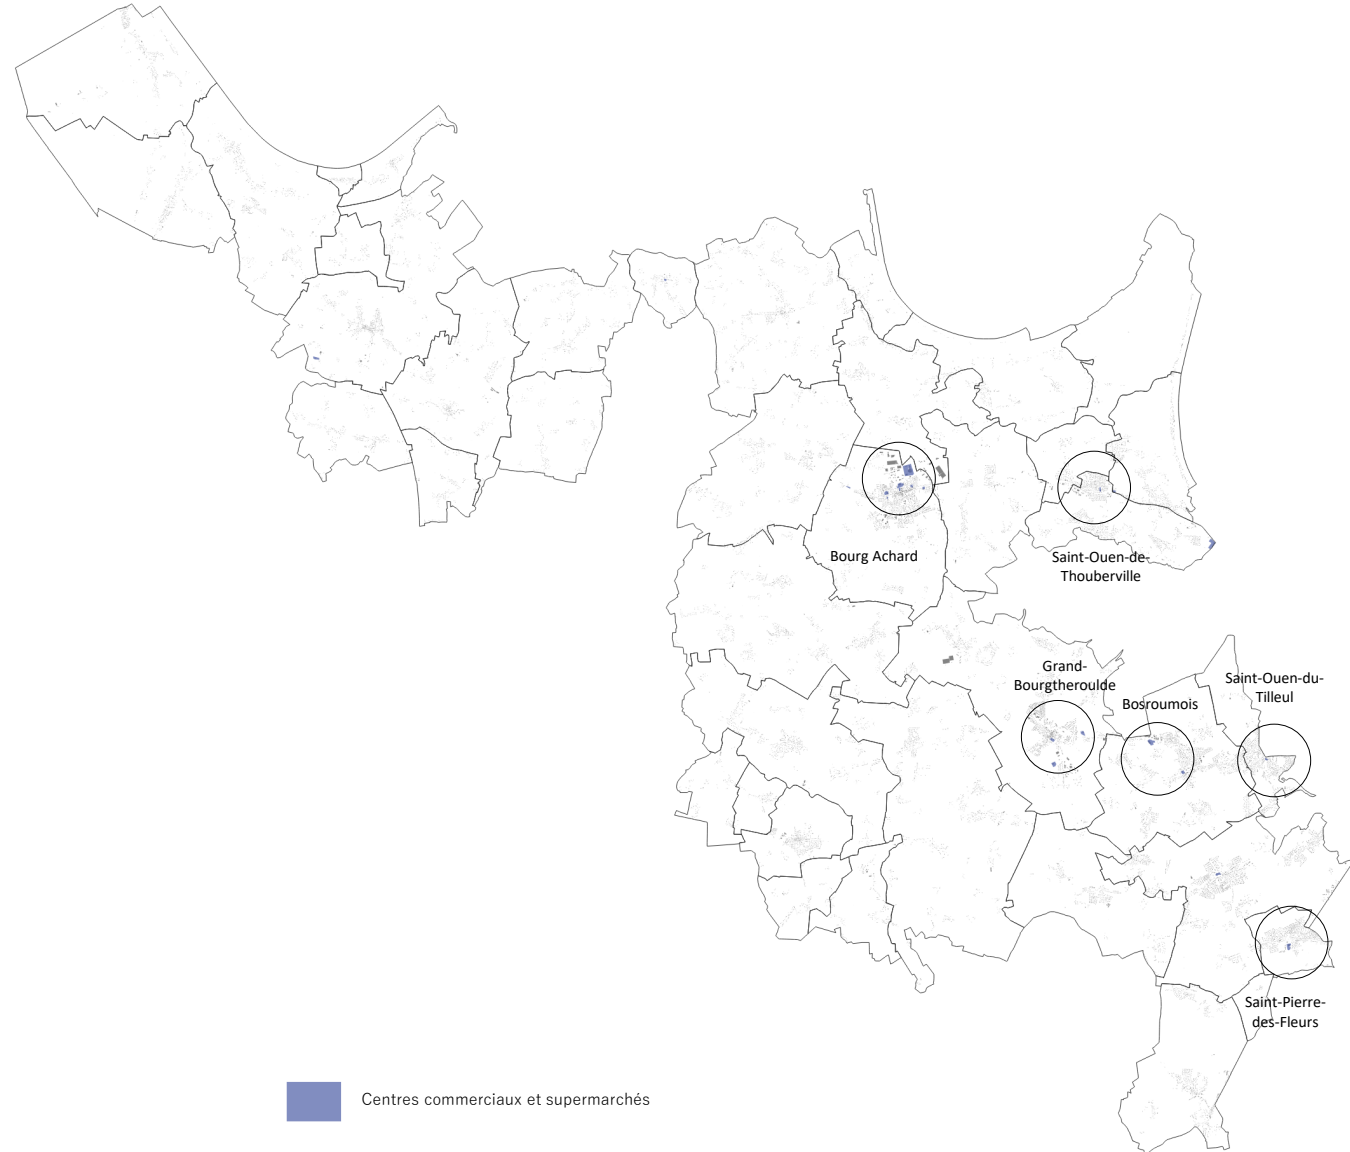 Bourg Achard
Saint-Ouen-de-
Thouberville
Grand-
Bourgtheroulde
Bosroumois
Saint-Ouen-du-
Tilleul
Saint-Pierre-
des-Fleurs
Centres commerciaux et supermarchés